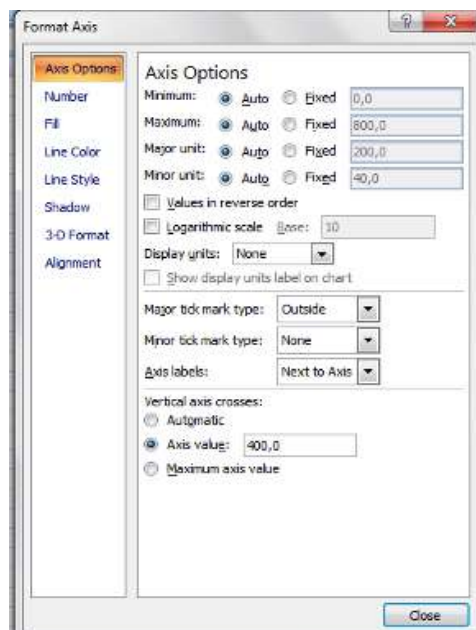 Format Axis
Axis Options
Number
Fill
Line Color
Line Style
Shadow
3-D Format
Alignment
Axis Options
Minimum: Auto Fixed 0,0
Maximum: Auto Fixed 800,0
Major unit: Auto Fixed 200,0
Minor unit: Auto Fixed 40,0
Values in reverse order
Logarithmic scale Base: 10
Display units: None
Show display units label on chart
Major tick mark type: Outside
Minor tick mark type: None
Axis labels: Next to Axis
Vertical axis crosses:
Automatic
Axis value: 400,0
Maximum axis value
Close